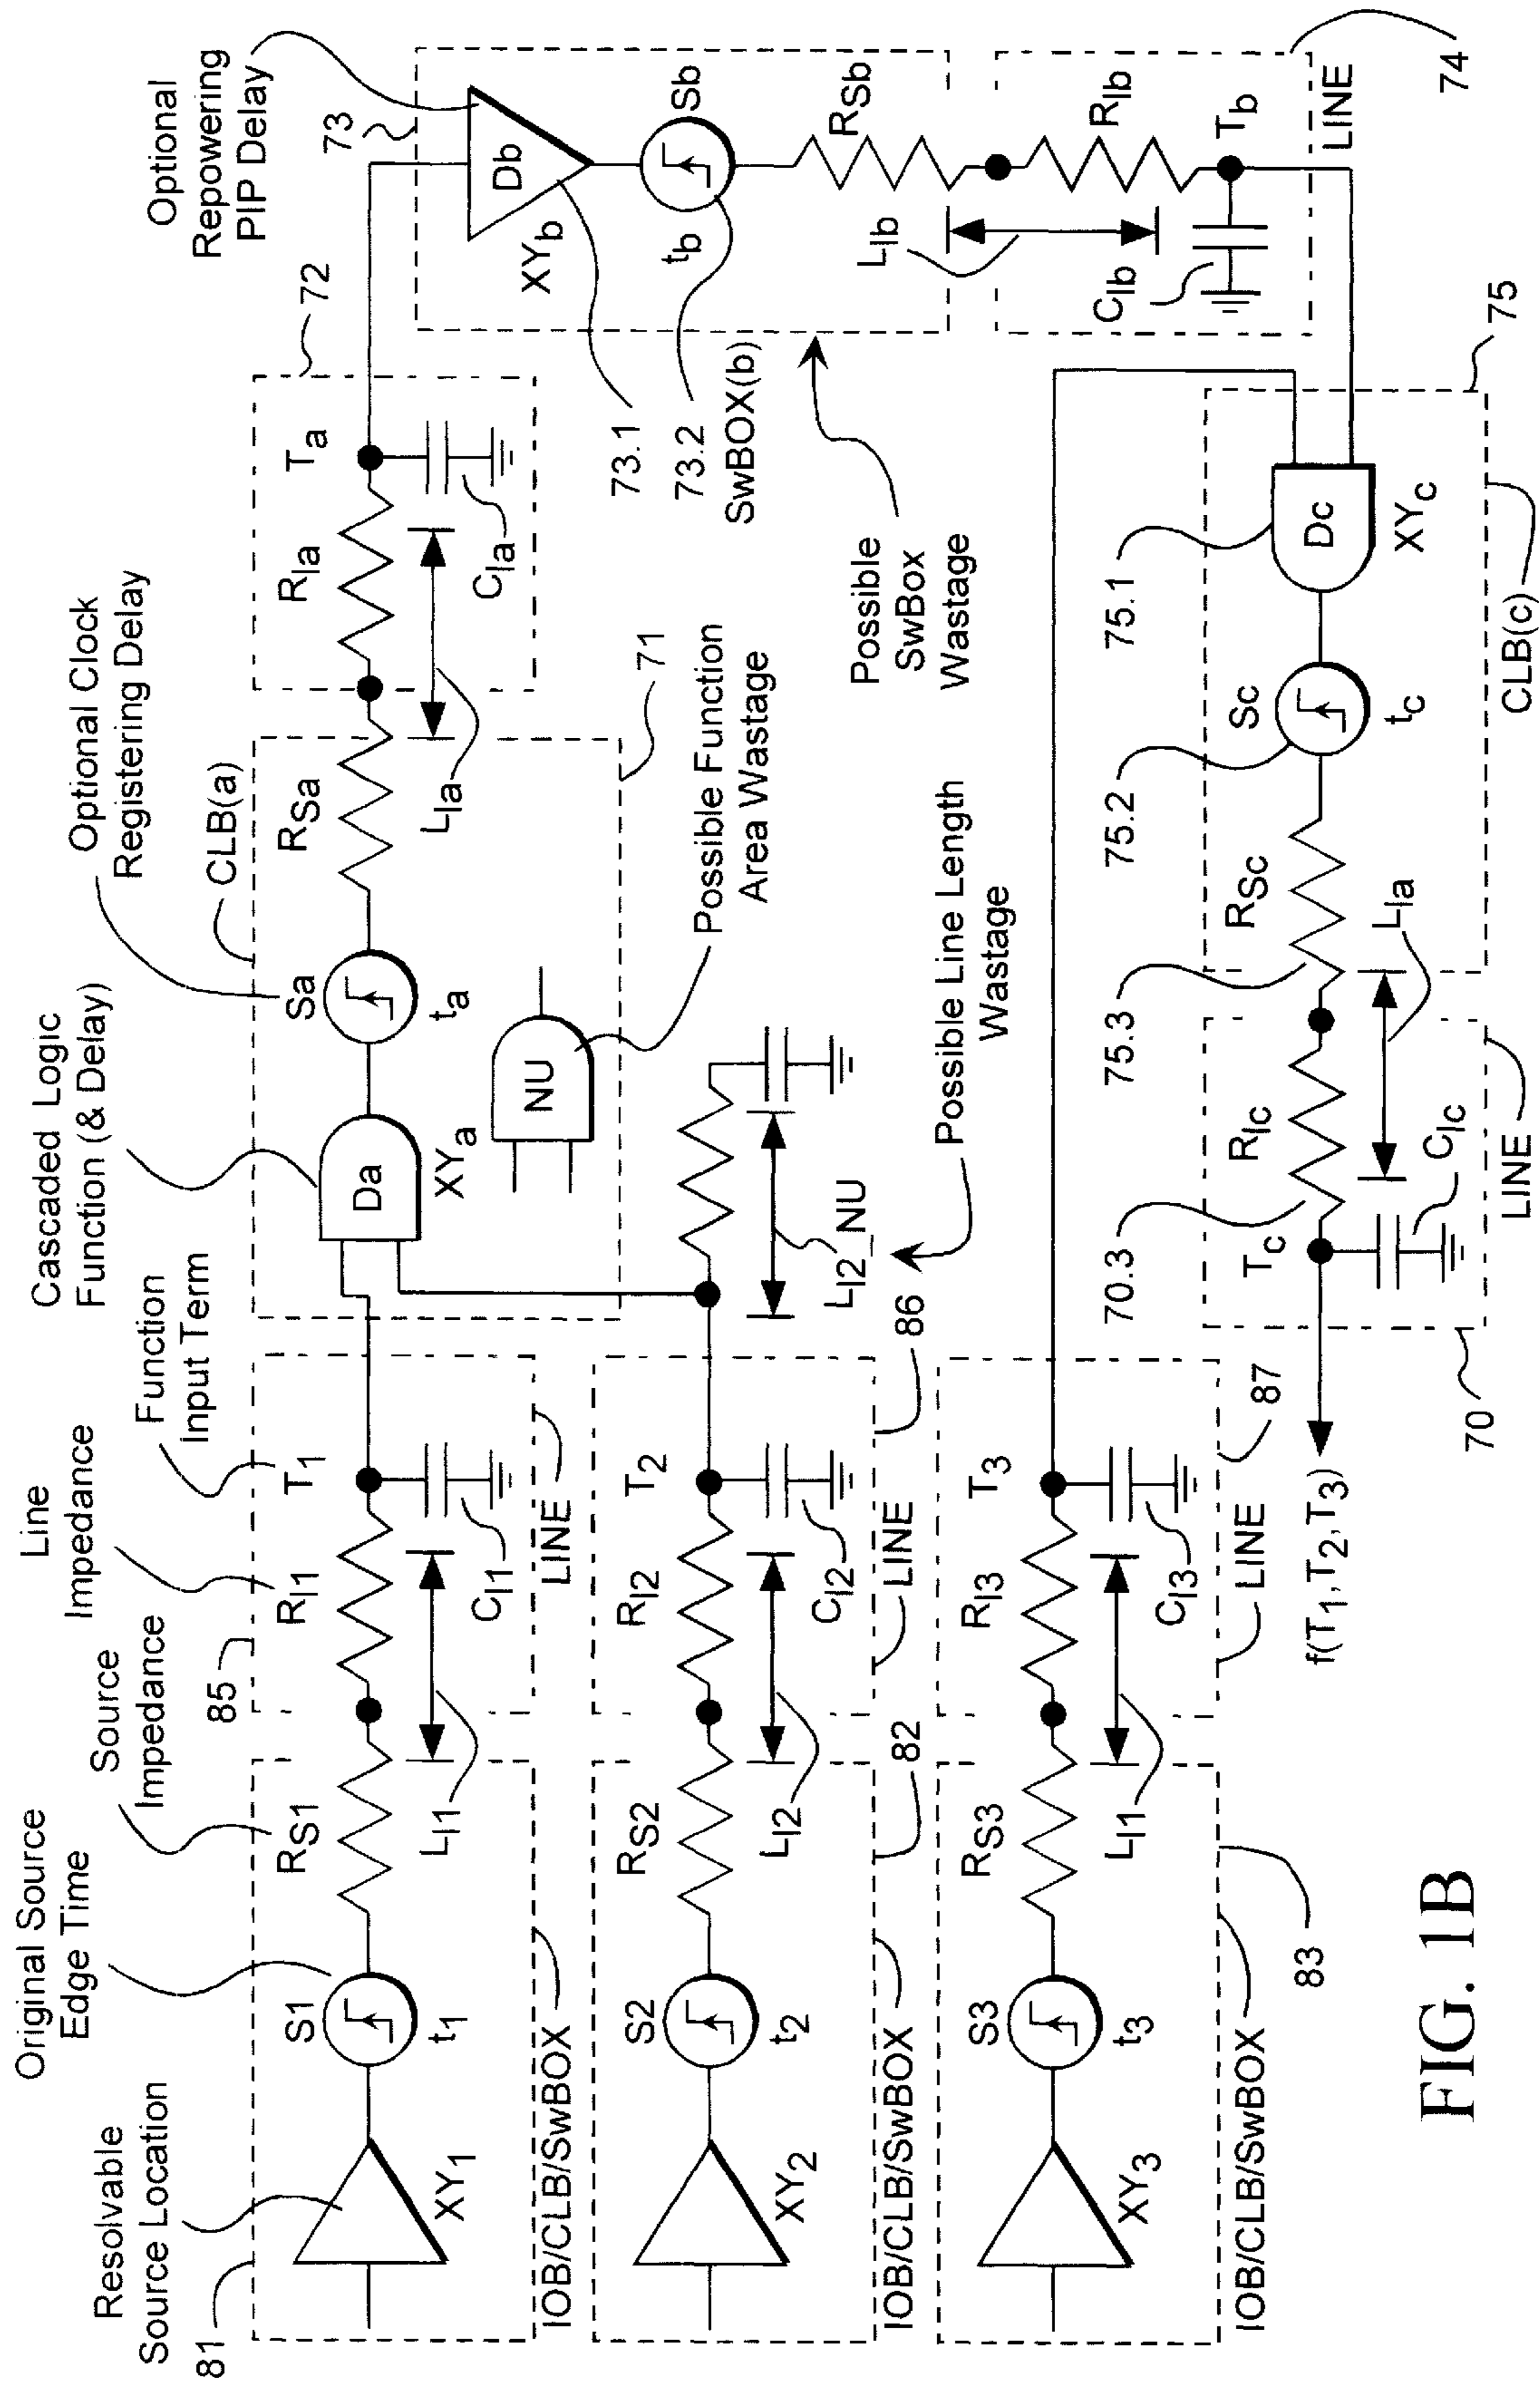 Resolvable
Source Location
Original Source
Edge Time
Source
Impedance
Line
Impedance
Function
Input Term
Cascaded Logic
Function (& Delay)
Optional Clock
Registering Delay
Optional
Repowering
PIP Delay
81
S1
t1
XY1
RS1
85
RI1
T1
LI1
CI1
LINE
IOB/CLB/SwBOX
Da
XYa
Sa
ta
CLB(a)
RSa
NU
71
Possible Function
Area Wastage
RIa
Ta
72
LIa
CIa
73
Db
XYb
Sb
tb
RSb
73.1
73.2
SwBOX(b)
LIb
RIb
Tb
CIb
LINE
74
Possible
SwBox
Wastage
S2
t2
XY2
RS2
82
RI2
T2
LI2
CI2
LINE
86
IOB/CLB/SwBOX
LI2_NU
Possible Line Length
Wastage
S3
t3
XY3
RS3
83
RI3
T3
LI1
CI3
LINE
87
IOB/CLB/SwBOX
75
Dc
XYc
75.1
Sc
tc
75.2
RSc
75.3
CLB(c)
LIa
RIc
Tc
CIc
70.3
LINE
70
f(T1,T2,T3)
FIG. 1B